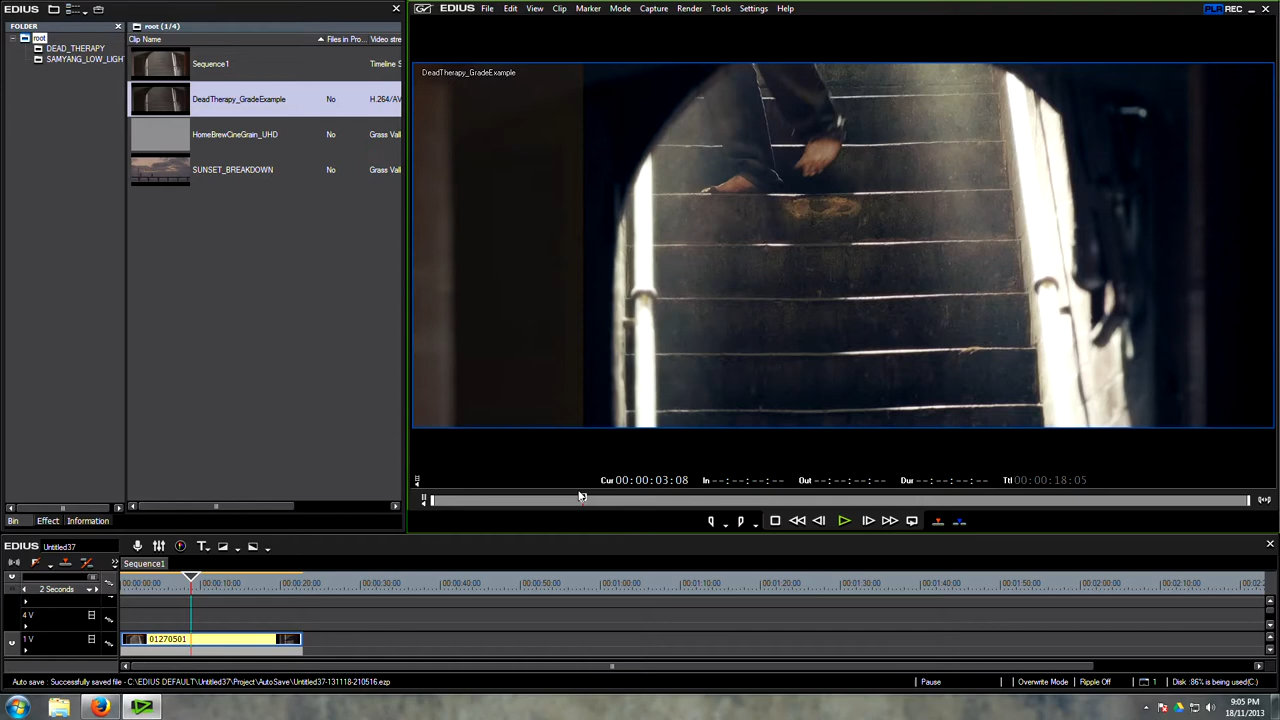 EDIUS
FOLDER
root
DEAD_THERAPY
SAMYANG_LOW_LIGHT
root (1/4)
Clip Name Files in Pro... Video stre
Sequence1 Timeline S
DeadTherapy_GradeExample No H.264/AV
HomeBrewCineGrain_UHD No Grass Vall
SUNSET_BREAKDOWN No Grass Vall
Bin Effect Information
EDIUS File Edit View Clip Marker Mode Capture Render Tools Settings Help PLR REC
DeadTherapy_GradeExample
Cur 00:00:03:08 In --:--:--:-- Out --:--:--:-- Dur --:--:--:-- Ttl 00:00:18:05
EDIUS Untitled37
Sequence1
2 Seconds
00:00:00:00 00:00:10:00 00:00:20:00 00:00:30:00 00:00:40:00 00:00:50:00 00:01:00:00 00:01:10:00 00:01:20:00 00:01:30:00 00:01:40:00 00:01:50:00 00:02:00:00 00:02:10:00 00:02:2
4 V
1 V
01270501
Auto save : Successfully saved file - C:\EDIUS DEFAULT\Untitled37\Project\AutoSave\Untitled37-131118-210516.ezp Pause Overwrite Mode Ripple Off 1 Disk :86% is being used(C:)
9:05 PM
18/11/2013